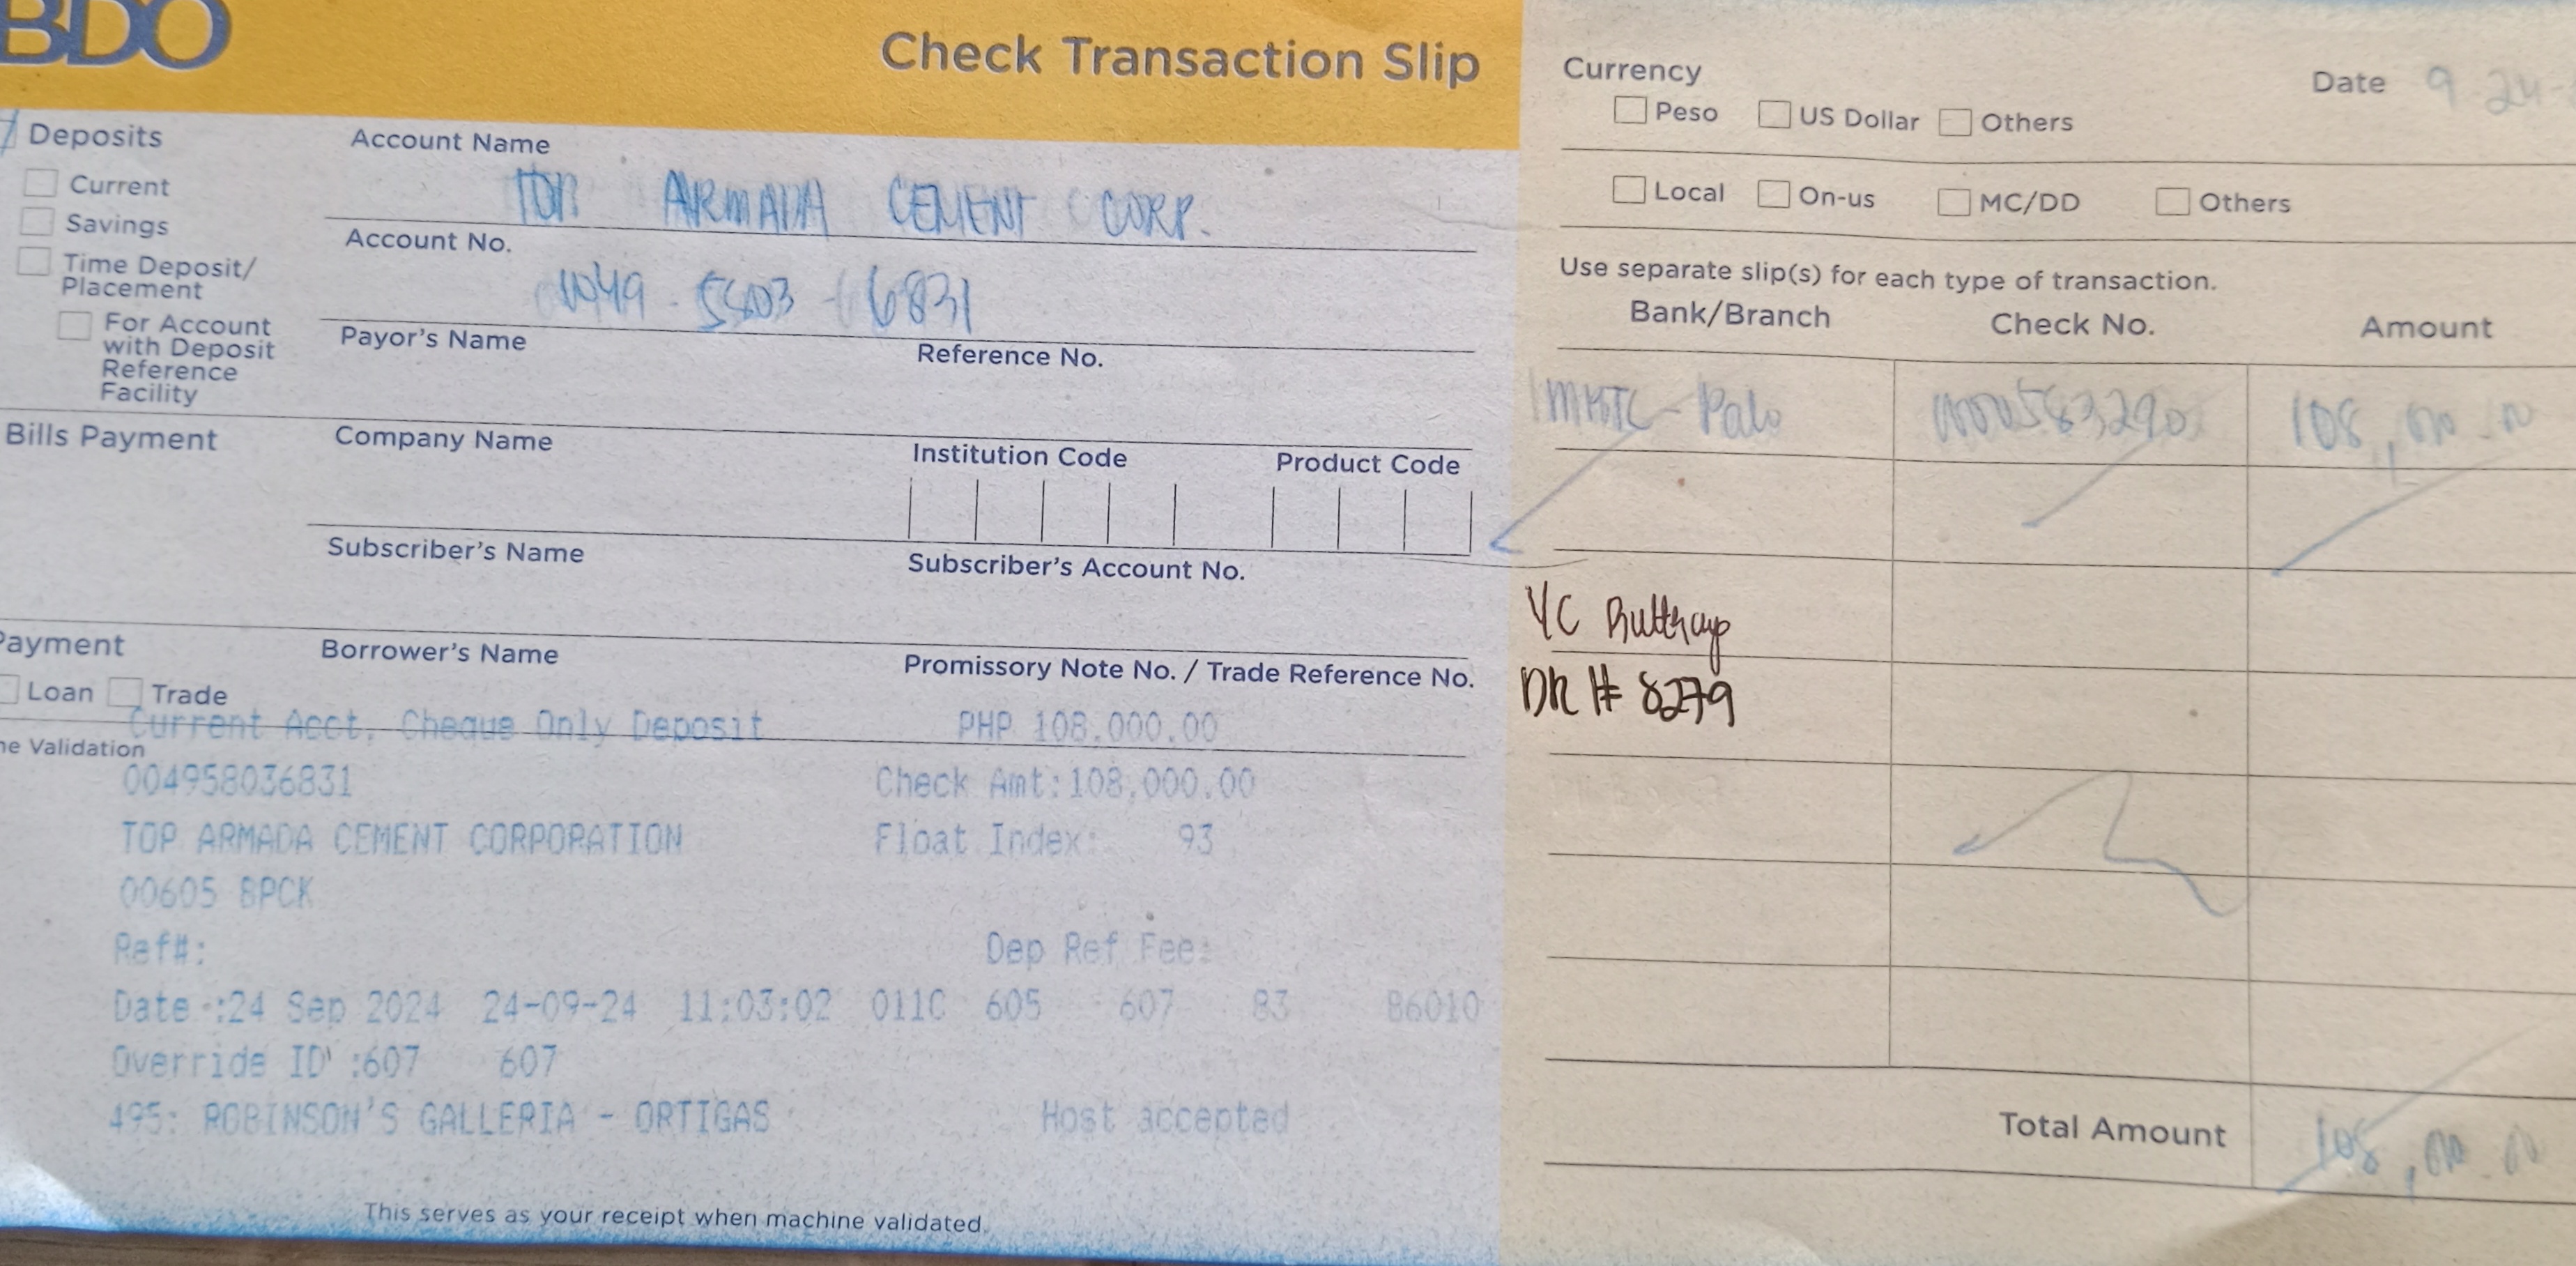 BDO
Check Transaction Slip
Deposits
Current
Savings
Time Deposit/
Placement
For Account
with Deposit
Reference
Facility
Account Name
TOP ARMADA CEMENT CORP.
Account No.
6831
Payor's Name Reference No.
Bills Payment
Company Name Institution Code Product Code
Subscriber's Name Subscriber's Account No.
Payment
Loan Trade
Borrower's Name Promissory Note No. / Trade Reference No.
Current Acct, Cheque Only Deposit PHP 108,000.00
ne Validation
004958036831 Check Amt:108,000.00
TOP ARMADA CEMENT CORPORATION Float Index: 93
00605 BPCK
Ref#: Dep Ref Fee:
Date :24 Sep 2024 24-09-24 11:03:02 011C 605 607 83 86010
Override ID :607 607
495: ROBINSON'S GALLERIA - ORTIGAS Host accepted
This serves as your receipt when machine validated.
Currency Date 9-24-
Peso US Dollar Others
Local On-us MC/DD Others
Use separate slip(s) for each type of transaction.
Bank/Branch Check No. Amount
Palo 108,
YC
DR # 8279
Total Amount 108,